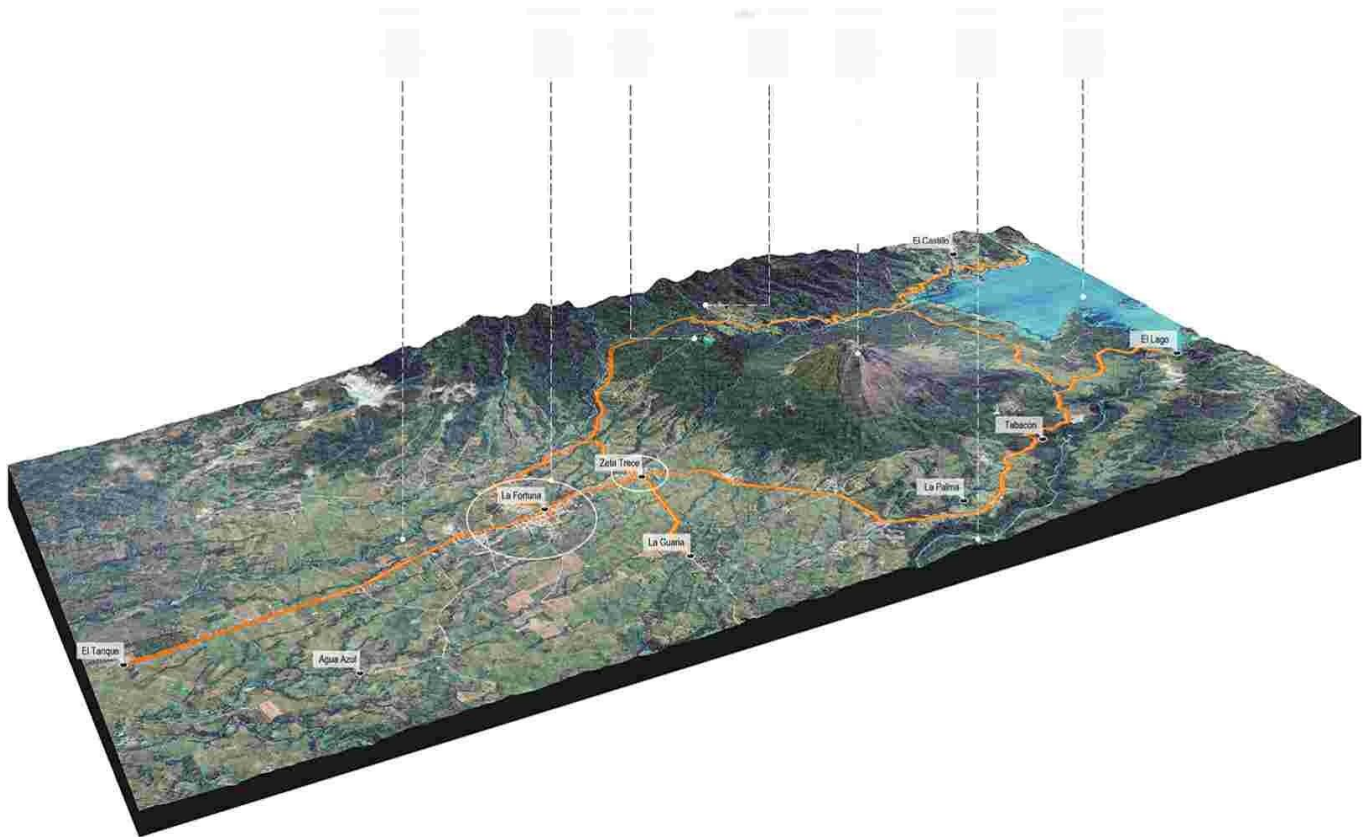 El Castillo
El Lago
Tabacón
Zeta Trece
La Palma
La Fortuna
La Guaria
El Tanque
Agua Azul